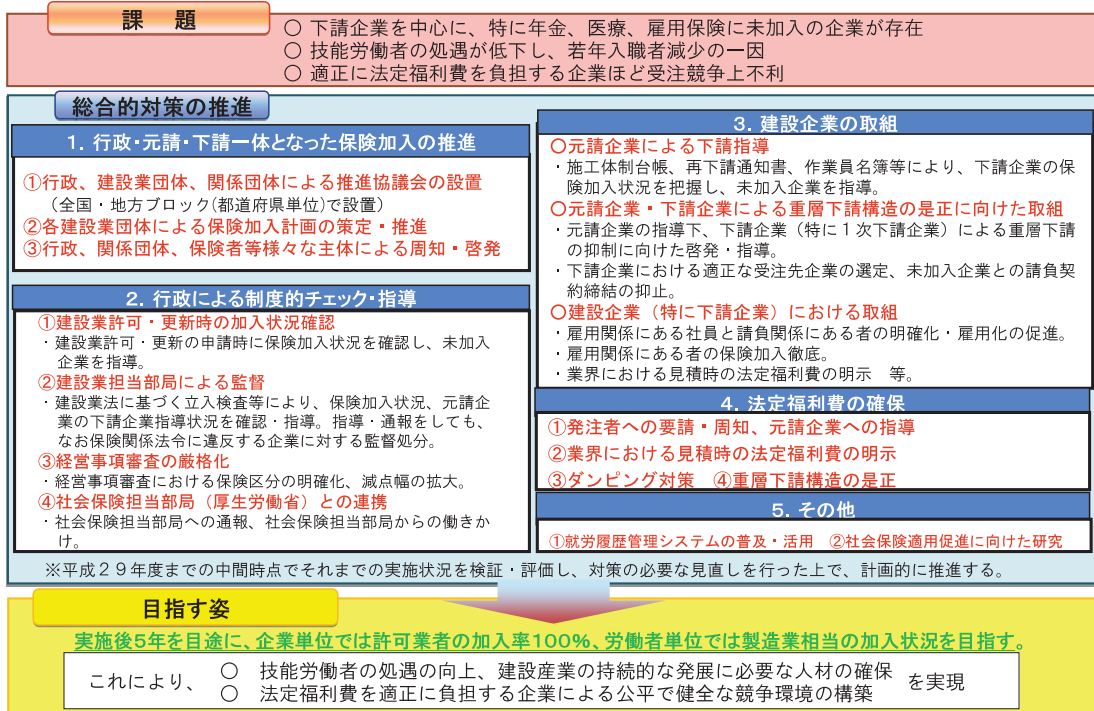 課 題
○ 下請企業を中心に、特に年金、医療、雇用保険に未加入の企業が存在
○ 技能労働者の処遇が低下し、若年入職者減少の一因
○ 適正に法定福利費を負担する企業ほど受注競争上不利
総合的対策の推進
1. 行政・元請・下請一体となった保険加入の推進
①行政、建設業団体、関係団体による推進協議会の設置
(全国・地方ブロック(都道府県単位)で設置)
②各建設業団体による保険加入計画の策定・推進
③行政、関係団体、保険者等様々な主体による周知・啓発
2. 行政による制度的チェック・指導
①建設業許可・更新時の加入状況確認
・建設業許可・更新の申請時に保険加入状況を確認し、未加入
企業を指導。
②建設業担当部局による監督
・建設業法に基づく立入検査等により、保険加入状況、元請企
業の下請企業指導状況を確認・指導。指導・通報をしても、
なお保険関係法令に違反する企業に対する監督処分。
③経営事項審査の厳格化
・経営事項審査における保険区分の明確化、減点幅の拡大。
④社会保険担当部局(厚生労働省)との連携
・社会保険担当部局への通報、社会保険担当部局からの働きか
け。
3. 建設企業の取組
○元請企業による下請指導
・施工体制台帳、再下請通知書、作業員名簿等により、下請企業の保
険加入状況を把握し、未加入企業を指導。
○元請企業・下請企業による重層下請構造の是正に向けた取組
・元請企業の指導下、下請企業(特に1次下請企業)による重層下請
の抑制に向けた啓発・指導。
・下請企業における適正な受注先企業の選定、未加入企業との請負契
約締結の抑止。
○建設企業(特に下請企業)における取組
・雇用関係にある社員と請負関係にある者の明確化・雇用化の促進。
・雇用関係にある者の保険加入徹底。
・業界における見積時の法定福利費の明示 等。
4. 法定福利費の確保
①発注者への要請・周知、元請企業への指導
②業界における見積時の法定福利費の明示
③ダンピング対策 ④重層下請構造の是正
5. その他
①就労履歴管理システムの普及・活用 ②社会保険適用促進に向けた研究
※平成29年度までの中間時点でそれまでの実施状況を検証・評価し、対策の必要な見直しを行った上で、計画的に推進する。
目指す姿
実施後5年を目途に、企業単位では許可業者の加入率100%、労働者単位では製造業相当の加入状況を目指す。
これにより、 ○ 技能労働者の処遇の向上、建設産業の持続的な発展に必要な人材の確保
○ 法定福利費を適正に負担する企業による公平で健全な競争環境の構築 を実現